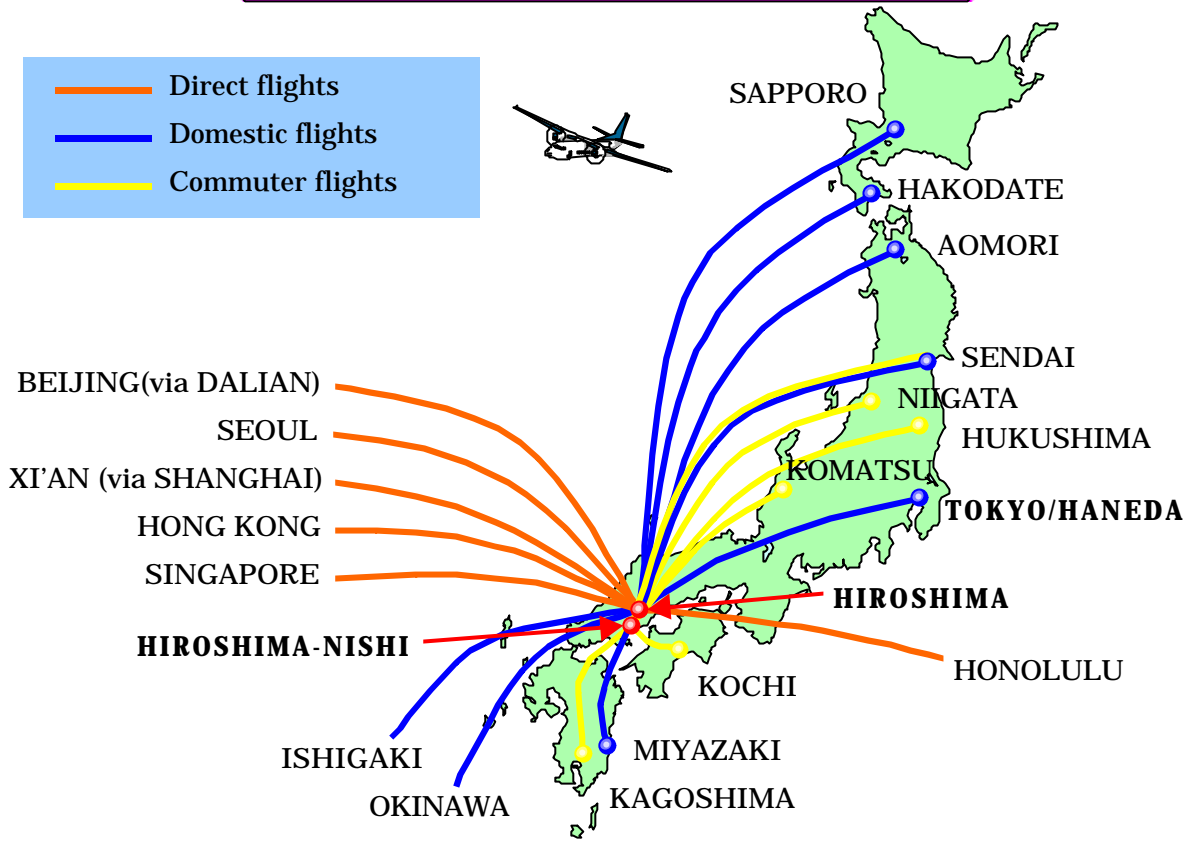 Direct flights
Domestic flights
Commuter flights
SAPPORO
HAKODATE
AOMORI
SENDAI
NIIGATA
HUKUSHIMA
KOMATSU
TOKYO/HANEDA
BEIJING(via DALIAN)
SEOUL
XI'AN (via SHANGHAI)
HONG KONG
SINGAPORE
HIROSHIMA
HIROSHIMA-NISHI
HONOLULU
KOCHI
ISHIGAKI
MIYAZAKI
OKINAWA
KAGOSHIMA